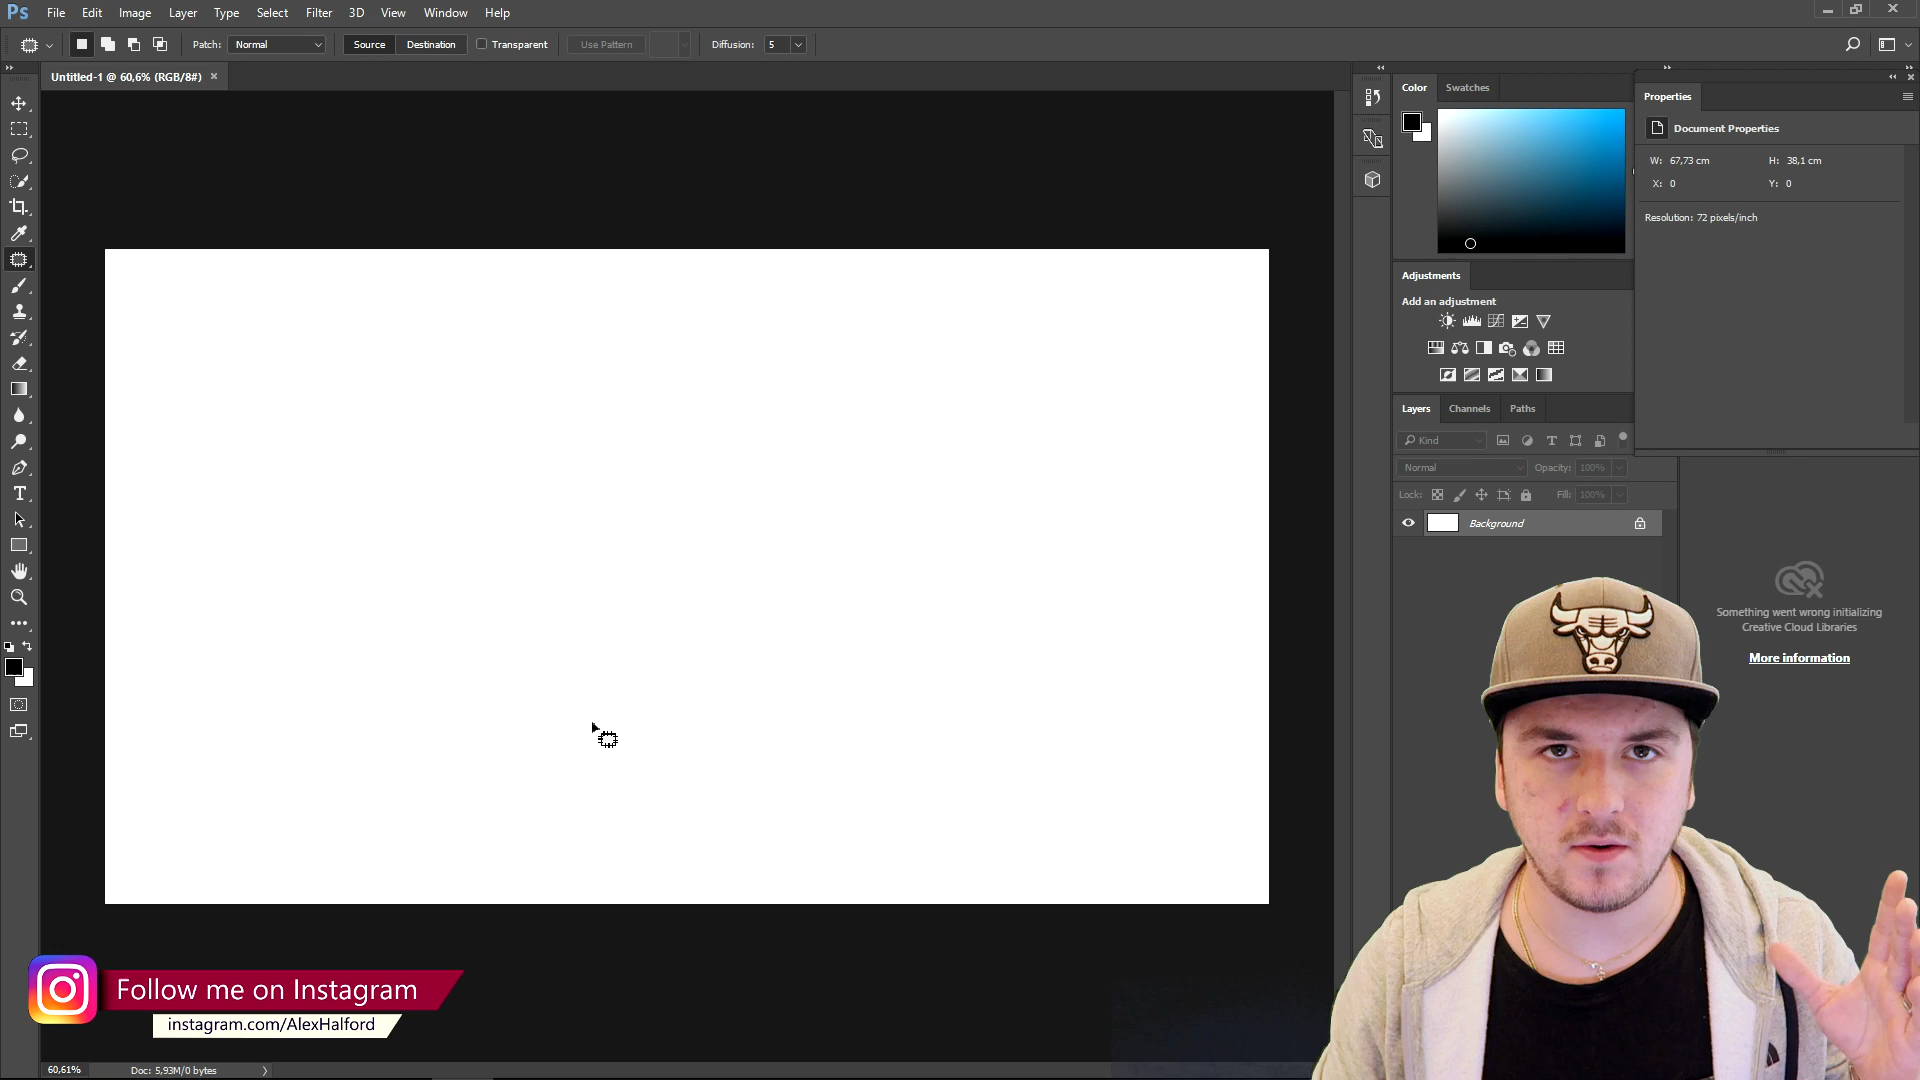 Ps File Edit Image Layer Type Select Filter 3D View Window Help
Patch: Normal Source Destination Transparent Use Pattern Diffusion: 5
Untitled-1 @ 60,6% (RGB/8#) ×
Color Swatches
Properties
Document Properties
W: 67,73 cm H: 38,1 cm
X: 0 Y: 0
Resolution: 72 pixels/inch
Adjustments
Add an adjustment
Layers Channels Paths
Kind
Normal Opacity: 100%
Lock: Fill: 100%
Background
Something went wrong initializing
Creative Cloud Libraries
More information
Follow me on Instagram
instagram.com/AlexHalford
60,61% Doc: 5,93M/0 bytes